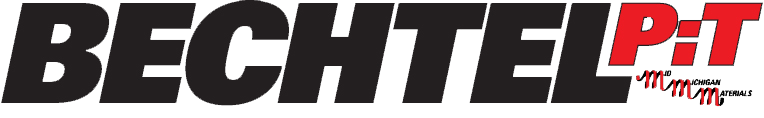 BECHTEL PiT
MID
MICHIGAN
MATERIALS